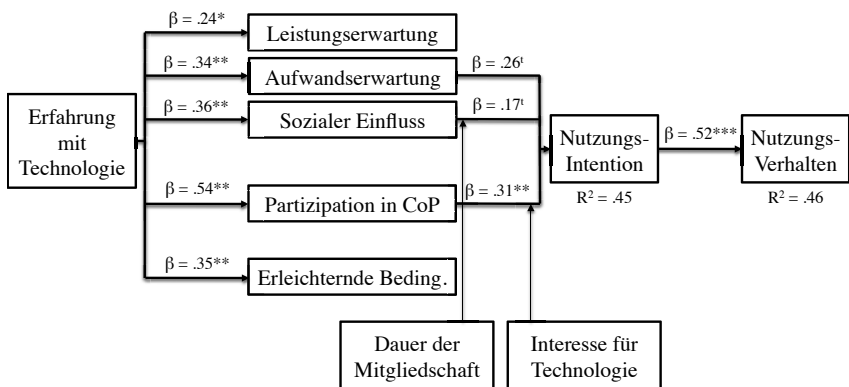 β = .24*
Leistungserwartung
β = .34**
Aufwandserwartung
β = .26ᵗ
β = .36**
Sozialer Einfluss
β = .17ᵗ
Erfahrung
mit
Technologie
Nutzungs-
Intention
R² = .45
β = .52***
Nutzungs-
Verhalten
R² = .46
β = .54**
Partizipation in CoP
β = .31**
β = .35**
Erleichternde Beding.
Dauer der
Mitgliedschaft
Interesse für
Technologie